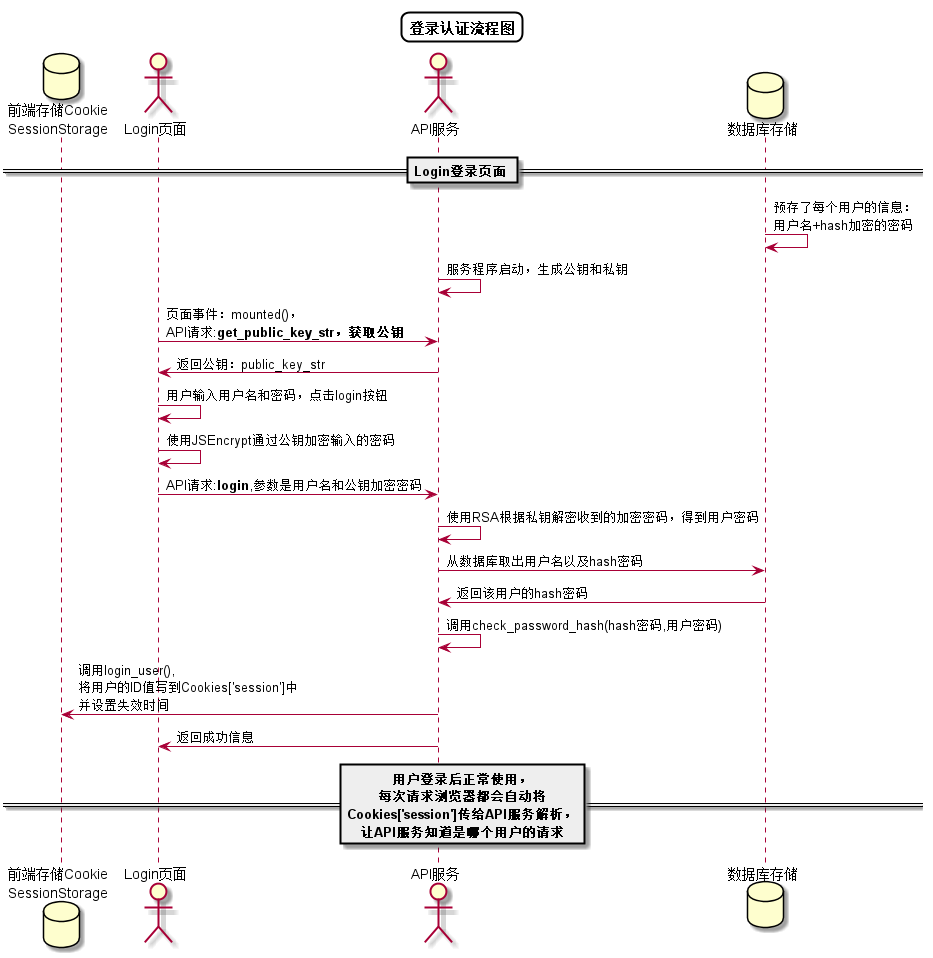 登录认证流程图
前端存储Cookie
SessionStorage
Login页面
API服务
数据库存储
Login登录页面
预存了每个用户的信息：
用户名+hash加密的密码
服务程序启动，生成公钥和私钥
页面事件：mounted()，
API请求:get_public_key_str，获取公钥
返回公钥：public_key_str
用户输入用户名和密码，点击login按钮
使用JSEncrypt通过公钥加密输入的密码
API请求:login,参数是用户名和公钥加密密码
使用RSA根据私钥解密收到的加密密码，得到用户密码
从数据库取出用户名以及hash密码
返回该用户的hash密码
调用check_password_hash(hash密码,用户密码)
调用login_user(),
将用户的ID值写到Cookies['session']中
并设置失效时间
返回成功信息
用户登录后正常使用，
每次请求浏览器都会自动将
Cookies['session']传给API服务解析，
让API服务知道是哪个用户的请求
前端存储Cookie
SessionStorage
Login页面
API服务
数据库存储